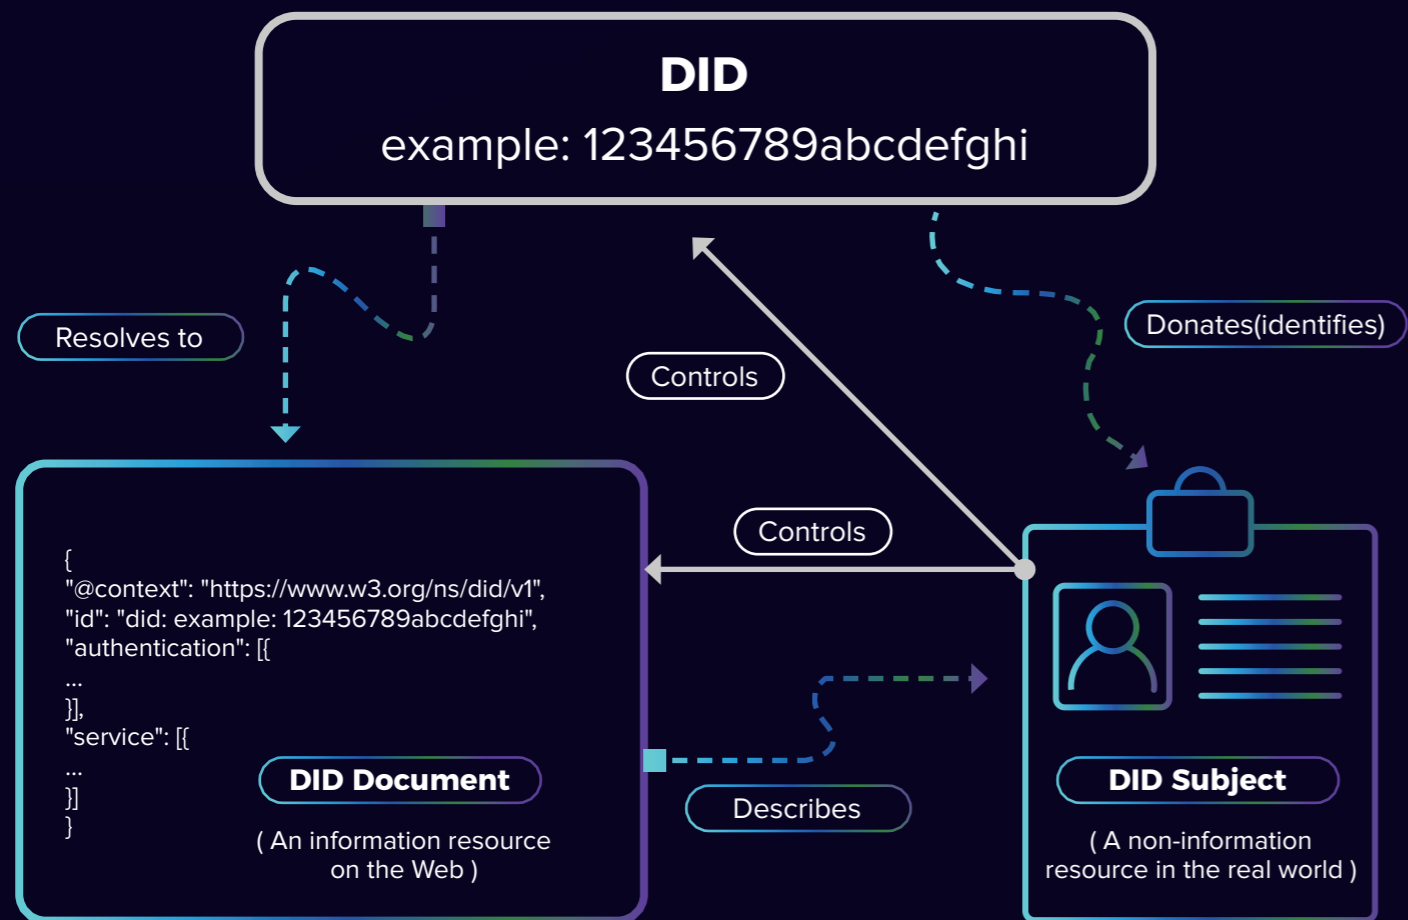 DID
example: 123456789abcdefghi
Resolves to
Donates(identifies)
Controls
Controls
{
"@context": "https://www.w3.org/ns/did/v1",
"id": "did: example: 123456789abcdefghi",
"authentication": [{
...
}],
"service": [{
...
}]
}
DID Document
( An information resource
on the Web )
Describes
DID Subject
( A non-information
resource in the real world )